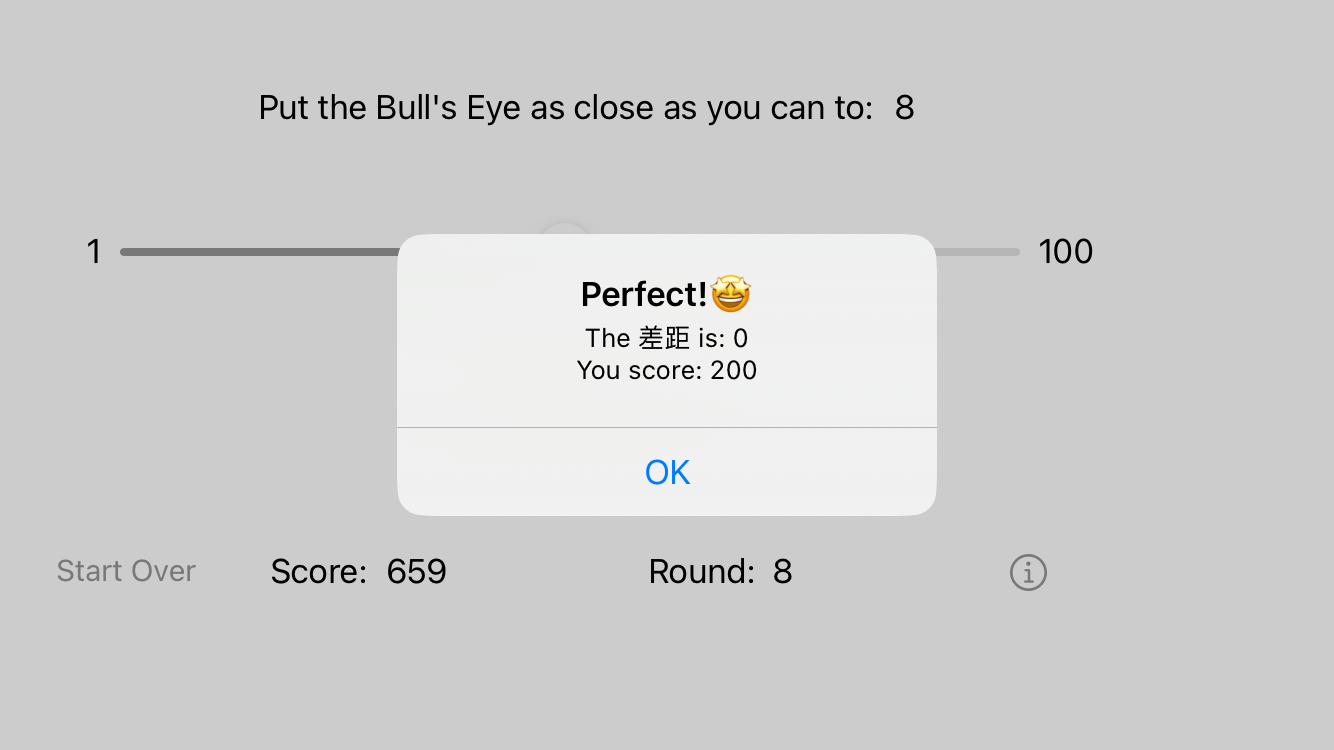 Put the Bull's Eye as close as you can to: 8
1 100
Perfect!🤩
The 差距 is: 0
You score: 200
OK
Start Over Score: 659 Round: 8